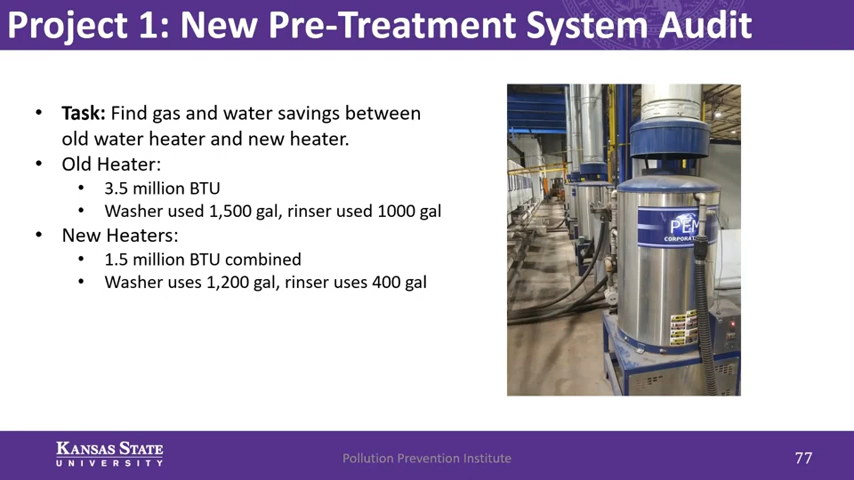 Project 1: New Pre-Treatment System Audit
• Task: Find gas and water savings between
old water heater and new heater.
• Old Heater:
• 3.5 million BTU
• Washer used 1,500 gal, rinser used 1000 gal
• New Heaters:
• 1.5 million BTU combined
• Washer uses 1,200 gal, rinser uses 400 gal
KANSAS STATE
UNIVERSITY
Pollution Prevention Institute
77